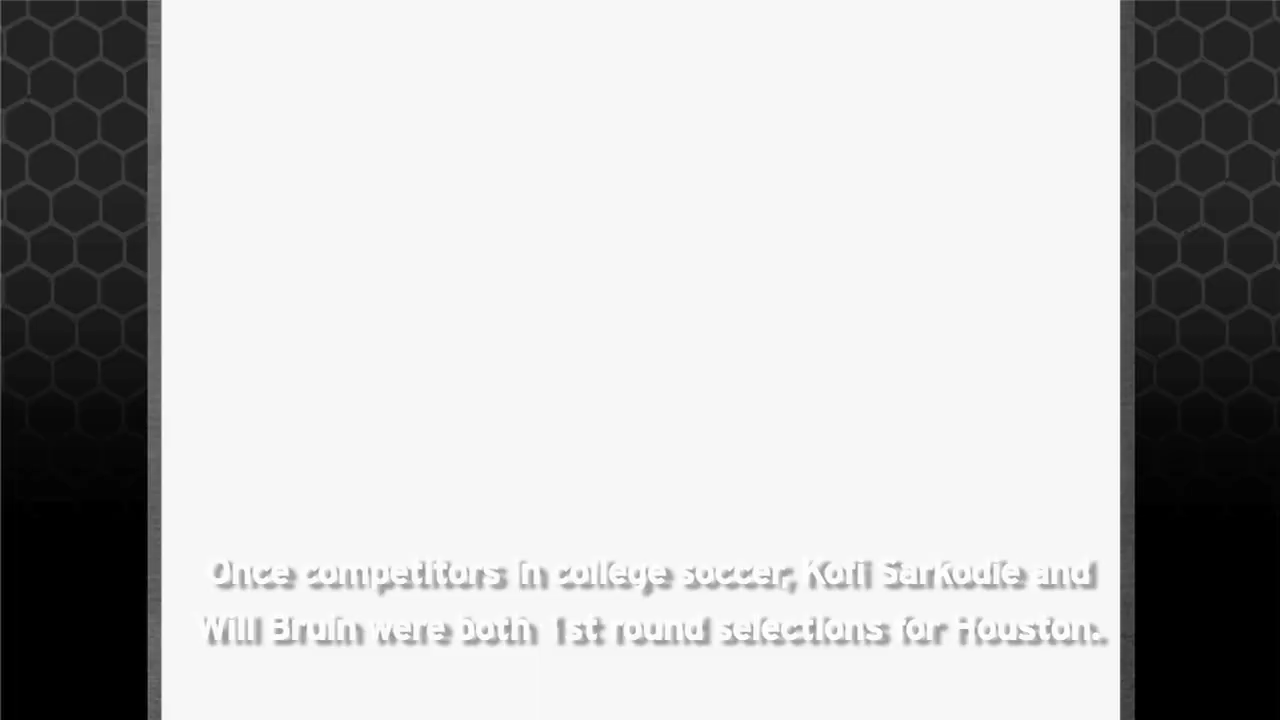 Once competitors in college soccer, Kofi Sarkodie and
Will Bruin were both 1st round selections for Houston.